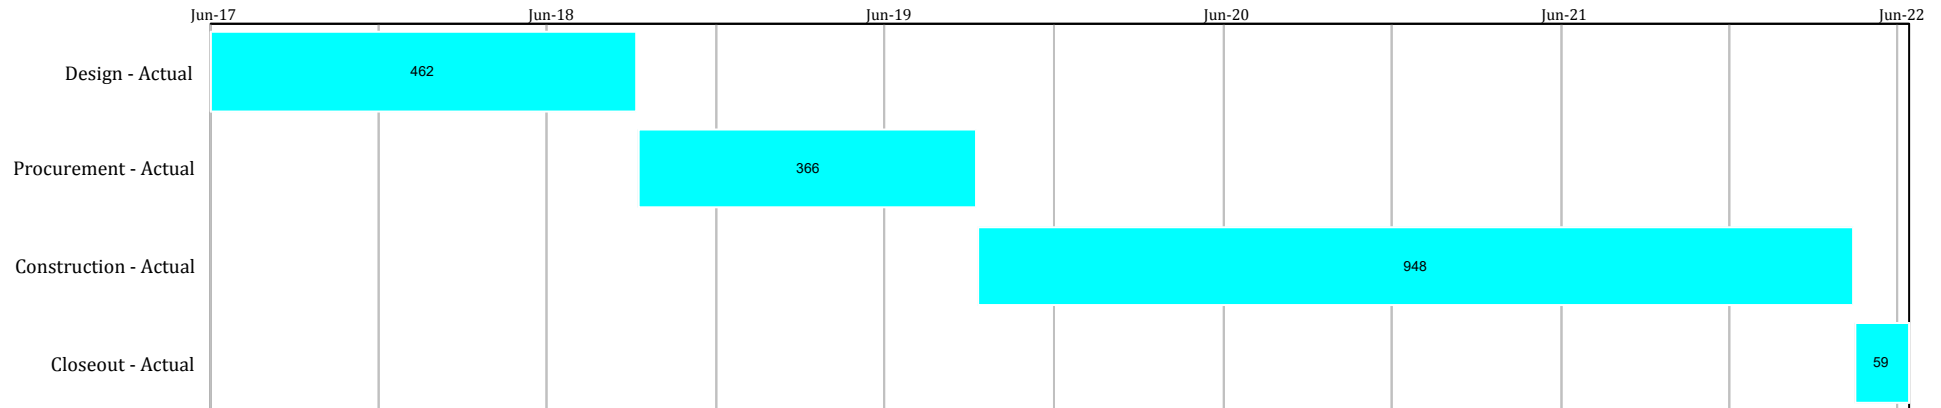 Jun-17 Jun-18 Jun-19 Jun-20 Jun-21 Jun-22
Design - Actual 462
Procurement - Actual 366
Construction - Actual 948
Closeout - Actual 59